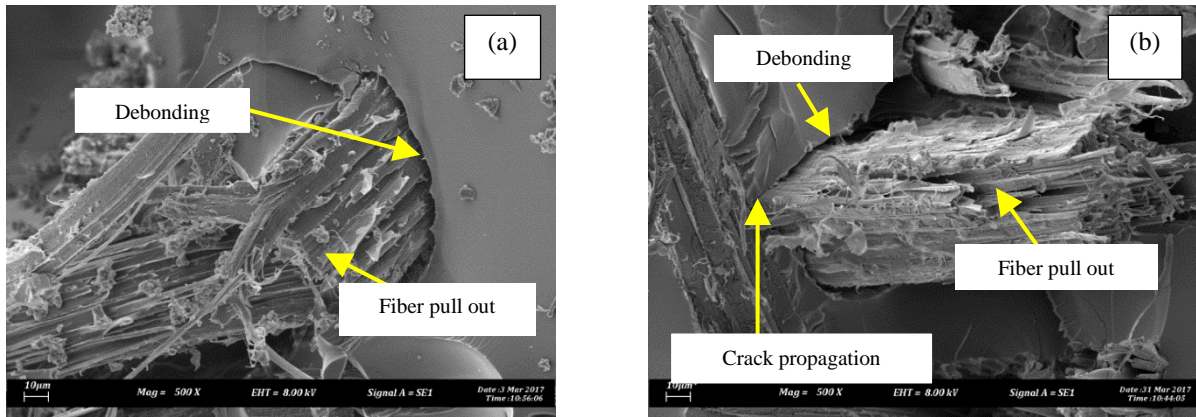 (a)
Debonding
Fiber pull out
10μm
Mag = 500 X
EHT = 8.00 kV
Signal A = SE1
Date :3 Mar 2017
Time :10:56:06
(b)
Debonding
Fiber pull out
Crack propagation
10μm
Mag = 500 X
EHT = 8.00 kV
Signal A = SE1
Date :31 Mar 2017
Time :10:44:05